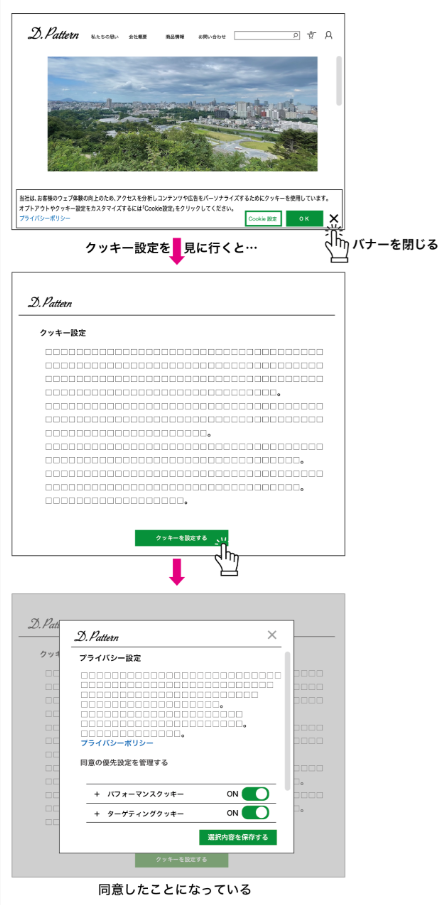 D. Pattern 私たちの想い 会社概要 商品情報 お問い合わせ
当社は、お客様のウェブ体験の向上のため、アクセスを分析しコンテンツや広告をパーソナライズするためにクッキーを使用しています。
オプトアウトやクッキー設定をカスタマイズするには「Cookie設定」をクリックしてください。
プライバシーポリシー
Cookie 設定 OK
バナーを閉じる
クッキー設定を 見に行くと…
D. Pattern
クッキー設定
□□□□□□□□□□□□□□□□□□□□□□□□□□□□□□□□□□□□
□□□□□□□□□□□□□□□□□□□□□□□□□□□□□□□□□□□□
□□□□□□□□□□□□□□□□□□□□□□□□□□□□□□□□□□□□
□□□□□□□□□□□□□□□□□□□□□□□□□□□□□□。
□□□□□□□□□□□□□□□□□□□□□□□□□□□□□□□□□□□□
□□□□□□□□□□□□□□□□□□□□□□□□□□□□□□□□□□□□
□□□□□□□□□□□□□□□□□□□□□。
□□□□□□□□□□□□□□□□□□□□□□□□□□□□□□□□□□□□
□□□□□□□□□□□□□□□□□□□□□□□□□□□□□□□□□。
□□□□□□□□□□□□□□□□□□□□□□□□□□□□□□□□□□□□
□□□□□□□□□□□□□□□□□□□□□□□□□□□□□□□□□。
□□□□□□□□□□□□□□□□□□。
クッキーを設定する
D. Pattern
プライバシー設定
□□□□□□□□□□□□□□□□□□□□□□□□□□
□□□□□□□□□□□□□□□□□□□□□□□□□
□□□□□□□□□□□□□□□□□□□□□□□
□□□□□□□□□□□□□□□□□□。
□□□□□□□□□□□□□□□□□□□□□
□□□□□□□□□□□□□□□□□□□□□。
□□□□□□□□□□□□□。
プライバシーポリシー
同意の優先設定を管理する
+ パフォーマンスクッキー ON
+ ターゲティングクッキー ON
選択内容を保存する
クッキーを設定する
同意したことになっている